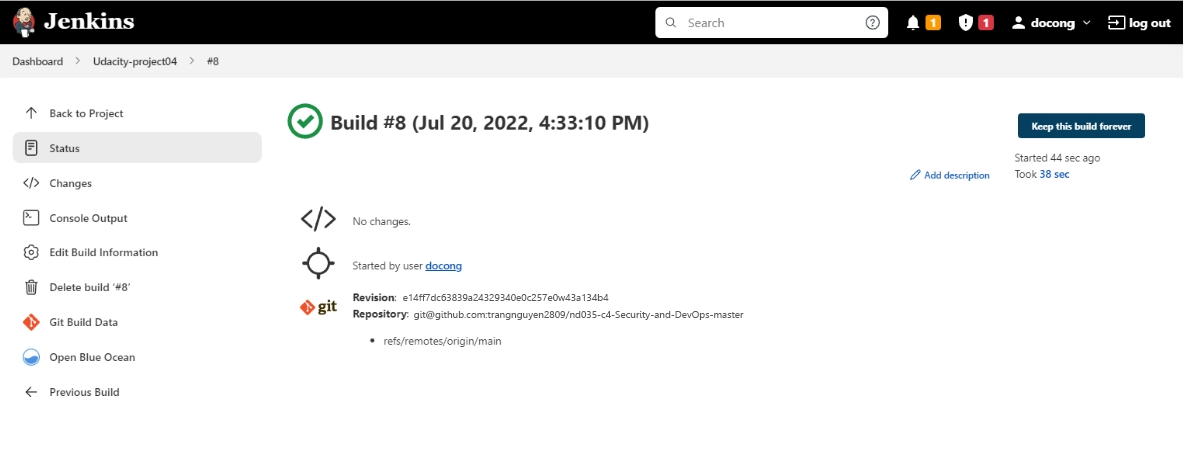 Jenkins
Search
1
1
docong
log out
Dashboard
Udacity-project04
#8
Back to Project
Status
Changes
Console Output
Edit Build Information
Delete build ‘#8’
Git Build Data
Open Blue Ocean
Previous Build
Build #8 (Jul 20, 2022, 4:33:10 PM)
Keep this build forever
Started 44 sec ago
Took 38 sec
Add description
No changes.
Started by user docong
git
Revision: e14ff7dc63839a24329340e0c257e0w43a134b4
Repository: git@github.com:trangnguyen2809/nd035-c4-Security-and-DevOps-master
refs/remotes/origin/main